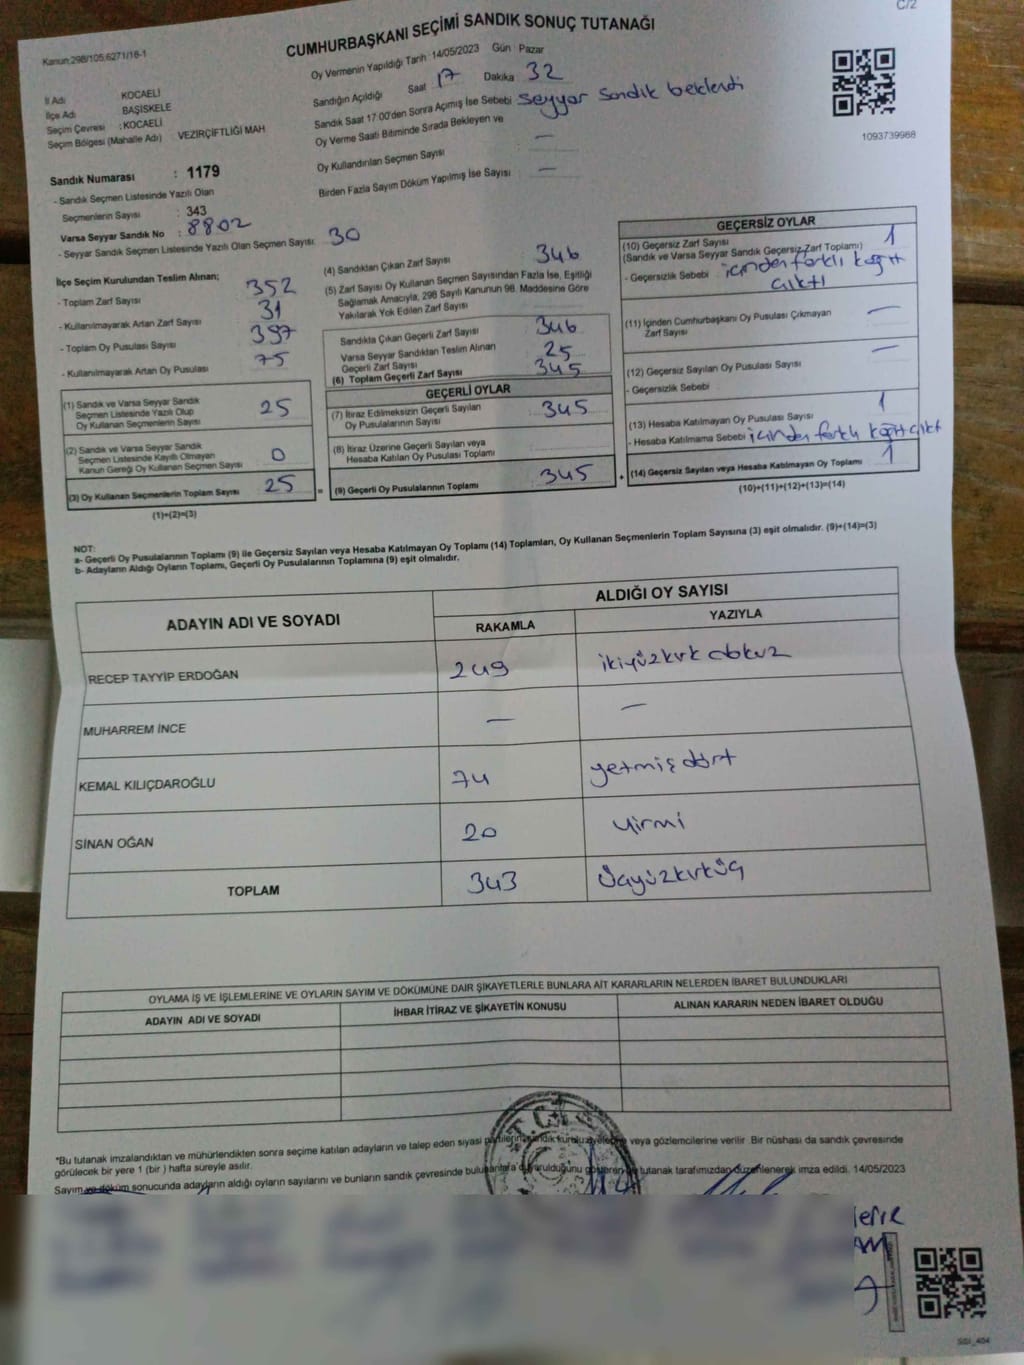 C/2
Kanun:298/105,6271/18-1
CUMHURBAŞKANI SEÇİMİ SANDIK SONUÇ TUTANAĞI
Oy Vermenin Yapıldığı Tarih :14/05/2023 Gün Pazar
Sandığın Açıldığı Saat 17 Dakika 32
Sandık Saat 17:00'den Sonra Açımış İse Sebebi seyyar sandık beklendi
Oy Verme Saati Bitiminde Sırada Bekleyen ve
Oy Kullandırılan Seçmen Sayısı : —
Birden Fazla Sayım Döküm Yapılmış İse Sayısı : —
1093739988
İl Adı KOCAELİ
İlçe Adı BAŞİSKELE
Seçim Çevresi : KOCAELİ
Seçim Bölgesi (Mahalle Adı) VEZİRÇİFTLİĞİ MAH
Sandık Numarası : 1179
- Sandık Seçmen Listesinde Yazılı Olan
Seçmenlerin Sayısı : 343
Varsa Seyyar Sandık No : 8802
- Seyyar Sandık Seçmen Listesinde Yazılı Olan Seçmen Sayısı: 30
İlçe Seçim Kurulundan Teslim Alınan;
- Toplam Zarf Sayısı 352
- Kullanılmayarak Artan Zarf Sayısı 31
- Toplam Oy Pusulası Sayısı 397
- Kullanılmayarak Artan Oy Pusulası 75
(1) Sandık ve Varsa Seyyar Sandık
Seçmen Listesinde Yazılı Olup
Oy Kullanan Seçmenlerin Sayısı 25
(2) Sandık ve Varsa Seyyar Sandık
Seçmen Listesinde Kayıtlı Olmayan
Kanun Gereği Oy Kullanan Seçmen Sayısı 0
(3) Oy Kullanan Seçmenlerin Toplam Sayısı 25 =
(1)+(2)=(3)
(4) Sandıktan Çıkan Zarf Sayısı 346
(5) Zarf Sayısı Oy Kullanan Seçmen Sayısından Fazla İse, Eşitliği
Sağlamak Amacıyla, 298 Sayılı Kanunun 98. Maddesine Göre
Yakılarak Yok Edilen Zarf Sayısı
Sandıkta Çıkan Geçerli Zarf Sayısı 346
Varsa Seyyar Sandıktan Teslim Alınan
Geçerli Zarf Sayısı 25
(6) Toplam Geçerli Zarf Sayısı 345
GEÇERLİ OYLAR
(7) İtiraz Edilmeksizin Geçerli Sayılan
Oy Pusulalarının Sayısı 345
(8) İtiraz Üzerine Geçerli Sayılan veya
Hesaba Katılan Oy Pusulası Toplamı
(9) Geçerli Oy Pusulalarının Toplamı 345 +
GEÇERSİZ OYLAR
(10) Geçersiz Zarf Sayısı 1
(Sandık ve Varsa Seyyar Sandık Geçersiz Zarf Toplamı)
- Geçersizlik Sebebi içinden farklı kağıt
çıktı
(11) İçinden Cumhurbaşkanı Oy Pusulası Çıkmayan
Zarf Sayısı —
(12) Geçersiz Sayılan Oy Pusulası Sayısı —
- Geçersizlik Sebebi
(13) Hesaba Katılmayan Oy Pusulası Sayısı 1
- Hesaba Katılmama Sebebi içinden farklı kağıt çıktı
(14) Geçersiz Sayılan veya Hesaba Katılmayan Oy Toplamı 1
(10)+(11)+(12)+(13)=(14)
NOT:
a- Geçerli Oy Pusulalarının Toplamı (9) ile Geçersiz Sayılan veya Hesaba Katılmayan Oy Toplamı (14) Toplamları, Oy Kullanan Seçmenlerin Toplam Sayısına (3) eşit olmalıdır. (9)+(14)=(3)
b- Adayların Aldığı Oyların Toplamı, Geçerli Oy Pusulalarının Toplamına (9) eşit olmalıdır.
ADAYIN ADI VE SOYADI
ALDIĞI OY SAYISI
RAKAMLA YAZIYLA
RECEP TAYYİP ERDOĞAN 249 ikiyüzkırk dokuz
MUHARREM İNCE — —
KEMAL KILIÇDAROĞLU 74 yetmişdört
SİNAN OĞAN 20 yirmi
TOPLAM 343 üçyüzkırküç
OYLAMA İŞ VE İŞLEMLERİNE VE OYLARIN SAYIM VE DÖKÜMÜNE DAİR ŞİKAYETLERLE BUNLARA AİT KARARLARIN NELERDEN İBARET BULUNDUKLARI
ADAYIN ADI VE SOYADI İHBAR İTİRAZ VE ŞİKAYETİN KONUSU ALINAN KARARIN NEDEN İBARET OLDUĞU
T.C.
*Bu tutanak imzalandıktan ve mühürlendikten sonra seçime katılan adayların ve talep eden siyasi partilerin sandık kurulu üyelerine veya gözlemcilerine verilir. Bir nüshası da sandık çevresinde
görülecek bir yere 1 (bir) hafta süreyle asılır.
Sayım ve döküm sonucunda adayların aldığı oyların sayılarını ve bunların sandık çevresinde bulunanlara duyurulduğunu gösteren bu tutanak tarafımızdan düzenlenerek imza edildi. 14/05/2023